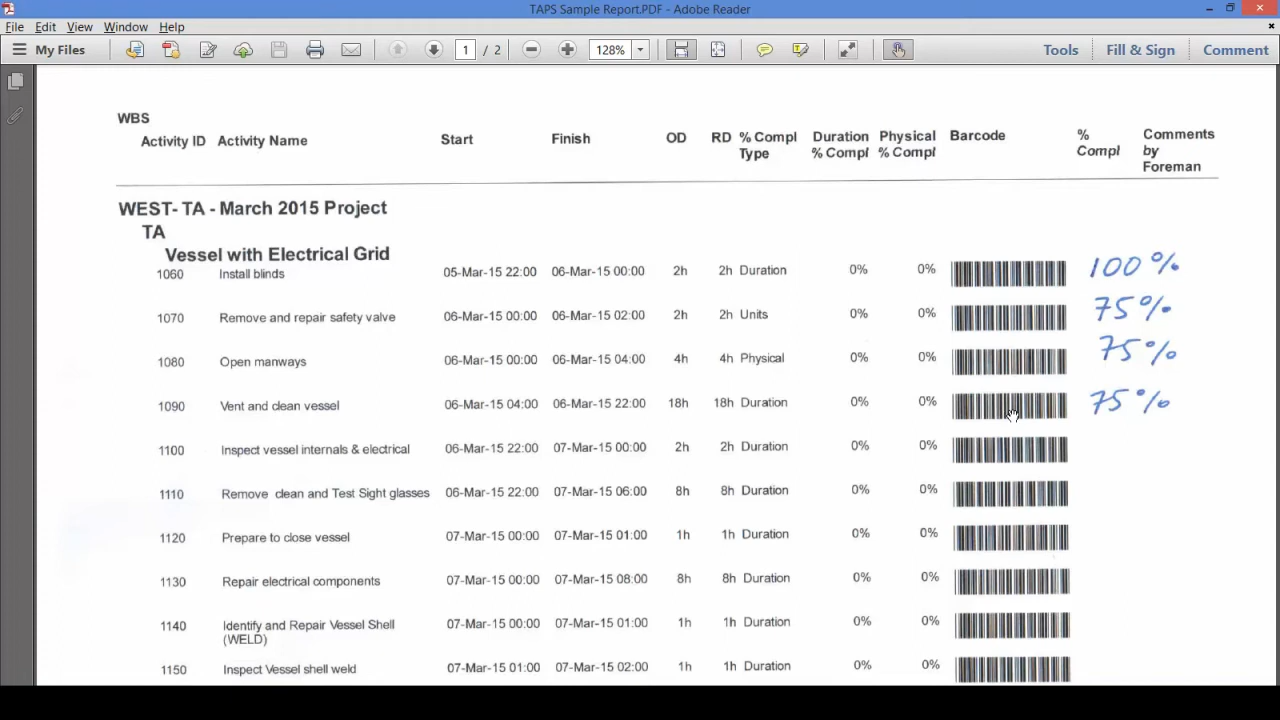 TAPS Sample Report.PDF - Adobe Reader
File Edit View Window Help
My Files 1 / 2 128% Tools Fill & Sign Comment
WBS
Activity ID Activity Name Start Finish OD RD % Compl Type Duration % Compl Physical % Compl Barcode % Compl Comments by Foreman
WEST- TA - March 2015 Project
TA
Vessel with Electrical Grid
1060 Install blinds 05-Mar-15 22:00 06-Mar-15 00:00 2h 2h Duration 0% 0% 100%
1070 Remove and repair safety valve 06-Mar-15 00:00 06-Mar-15 02:00 2h 2h Units 0% 0% 75%
1080 Open manways 06-Mar-15 00:00 06-Mar-15 04:00 4h 4h Physical 0% 0% 75%
1090 Vent and clean vessel 06-Mar-15 04:00 06-Mar-15 22:00 18h 18h Duration 0% 0% 75%
1100 Inspect vessel internals & electrical 06-Mar-15 22:00 07-Mar-15 00:00 2h 2h Duration 0% 0%
1110 Remove clean and Test Sight glasses 06-Mar-15 22:00 07-Mar-15 06:00 8h 8h Duration 0% 0%
1120 Prepare to close vessel 07-Mar-15 00:00 07-Mar-15 01:00 1h 1h Duration 0% 0%
1130 Repair electrical components 07-Mar-15 00:00 07-Mar-15 08:00 8h 8h Duration 0% 0%
1140 Identify and Repair Vessel Shell 07-Mar-15 00:00 07-Mar-15 01:00 1h 1h Duration 0% 0%
(WELD)
1150 Inspect Vessel shell weld 07-Mar-15 01:00 07-Mar-15 02:00 1h 1h Duration 0% 0%